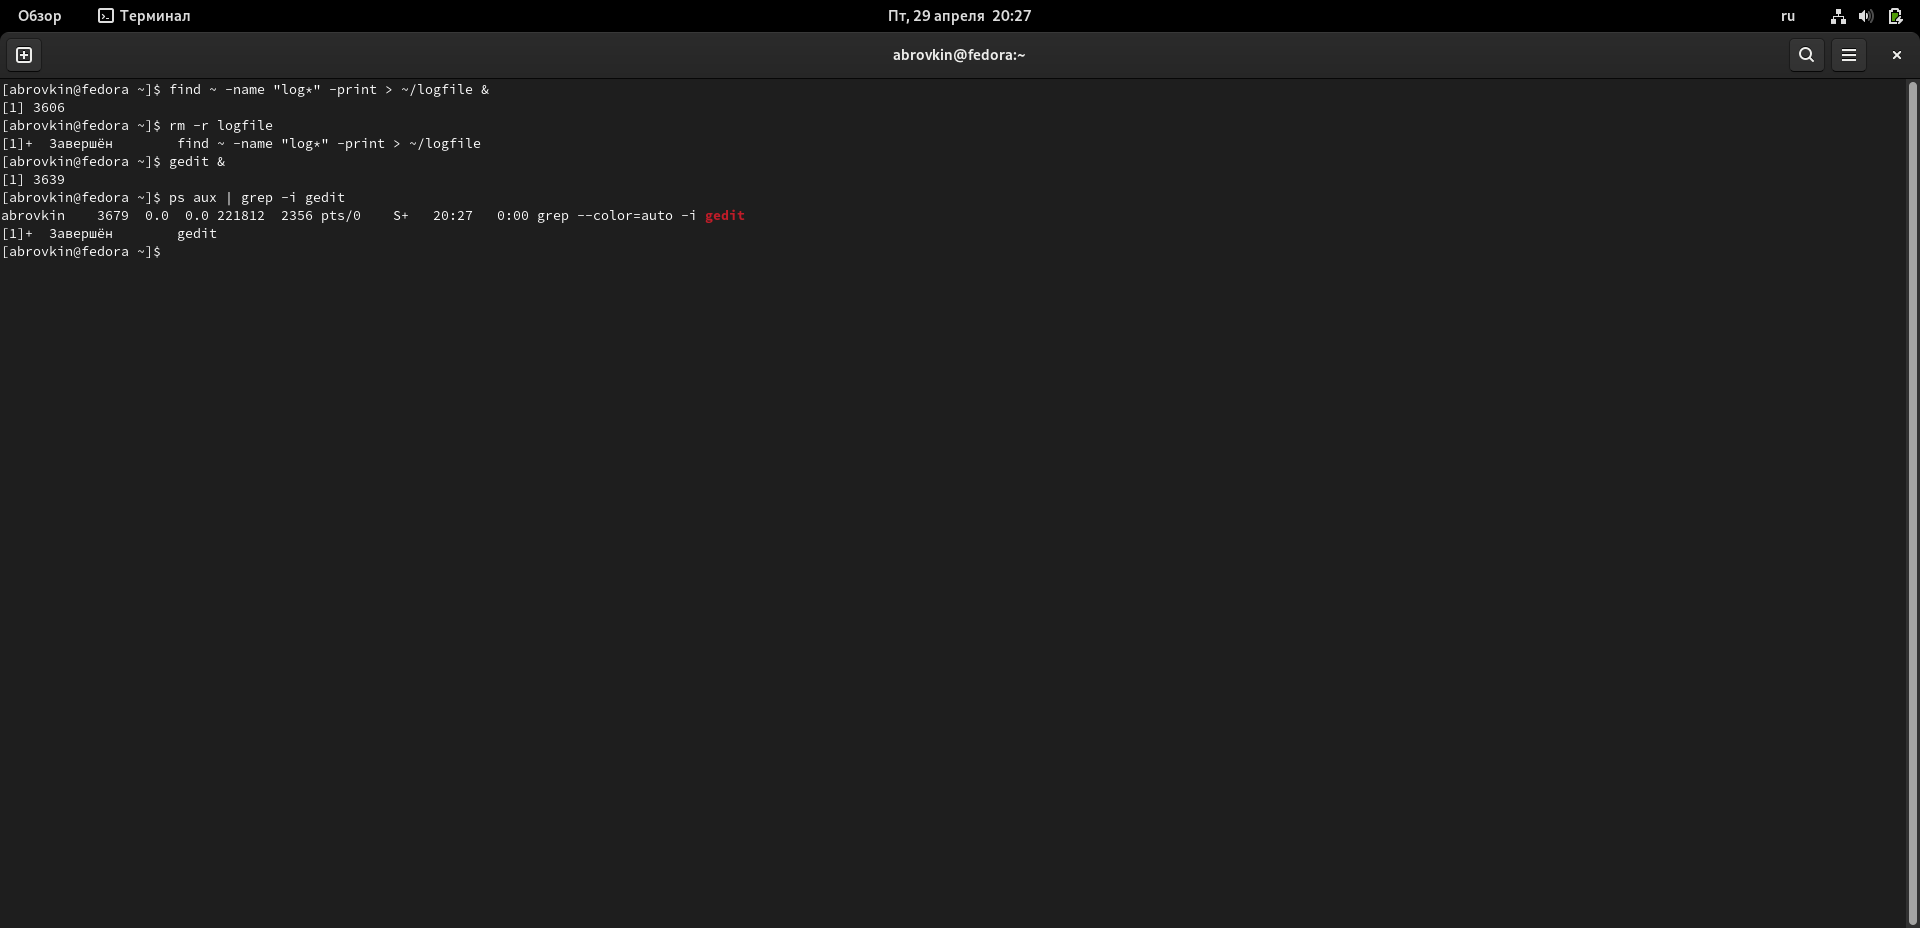 Обзор Терминал Пт, 29 апреля 20:27 ru
abrovkin@fedora:~
[abrovkin@fedora ~]$ find ~ -name "log*" -print > ~/logfile &
[1] 3606
[abrovkin@fedora ~]$ rm -r logfile
[1]+  Завершён        find ~ -name "log*" -print > ~/logfile
[abrovkin@fedora ~]$ gedit &
[1] 3639
[abrovkin@fedora ~]$ ps aux | grep -i gedit
abrovkin    3679  0.0  0.0 221812  2356 pts/0    S+   20:27   0:00 grep --color=auto -i gedit
[1]+  Завершён        gedit
[abrovkin@fedora ~]$